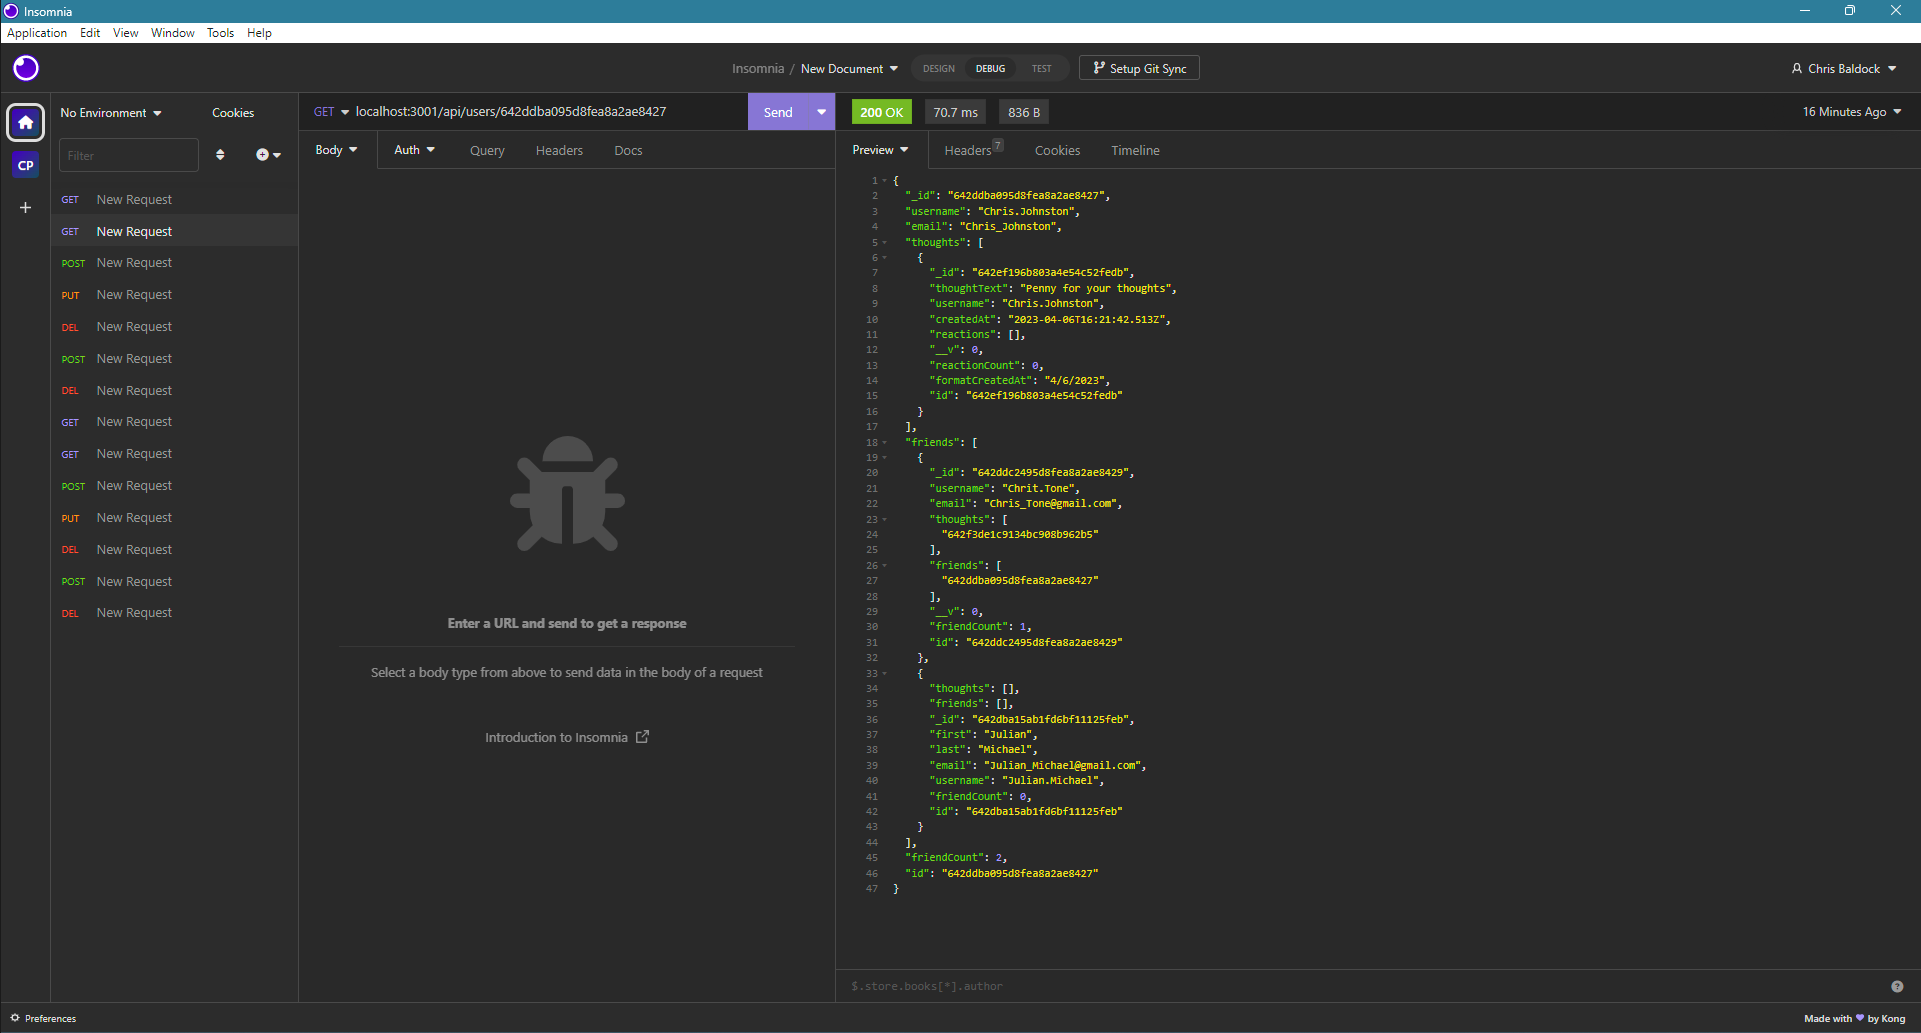 Insomnia
Application Edit View Window Tools Help
Insomnia / New Document DESIGN DEBUG TEST Setup Git Sync Chris Baldock
No Environment Cookies
GET localhost:3001/api/users/642ddba095d8fea8a2ae8427 Send
200 OK 70.7 ms 836 B 16 Minutes Ago
Filter
CP
GET New Request
GET New Request
POST New Request
PUT New Request
DEL New Request
POST New Request
DEL New Request
GET New Request
GET New Request
POST New Request
PUT New Request
DEL New Request
POST New Request
DEL New Request
Body Auth Query Headers Docs
Enter a URL and send to get a response
Select a body type from above to send data in the body of a request
Introduction to Insomnia
Preview Headers 7 Cookies Timeline
1 {
2 "_id": "642ddba095d8fea8a2ae8427",
3 "username": "Chris.Johnston",
4 "email": "Chris_Johnston",
5 "thoughts": [
6 {
7 "_id": "642ef196b803a4e54c52fedb",
8 "thoughtText": "Penny for your thoughts",
9 "username": "Chris.Johnston",
10 "createdAt": "2023-04-06T16:21:42.513Z",
11 "reactions": [],
12 "__v": 0,
13 "reactionCount": 0,
14 "formatCreatedAt": "4/6/2023",
15 "id": "642ef196b803a4e54c52fedb"
16 }
17 ],
18 "friends": [
19 {
20 "_id": "642ddc2495d8fea8a2ae8429",
21 "username": "Chrit.Tone",
22 "email": "Chris_Tone@gmail.com",
23 "thoughts": [
24 "642f3de1c9134bc908b962b5"
25 ],
26 "friends": [
27 "642ddba095d8fea8a2ae8427"
28 ],
29 "__v": 0,
30 "friendCount": 1,
31 "id": "642ddc2495d8fea8a2ae8429"
32 },
33 {
34 "thoughts": [],
35 "friends": [],
36 "_id": "642dba15ab1fd6bf11125feb",
37 "first": "Julian",
38 "last": "Michael",
39 "email": "Julian_Michael@gmail.com",
40 "username": "Julian.Michael",
41 "friendCount": 0,
42 "id": "642dba15ab1fd6bf11125feb"
43 }
44 ],
45 "friendCount": 2,
46 "id": "642ddba095d8fea8a2ae8427"
47 }
$.store.books[*].author
Preferences
Made with by Kong